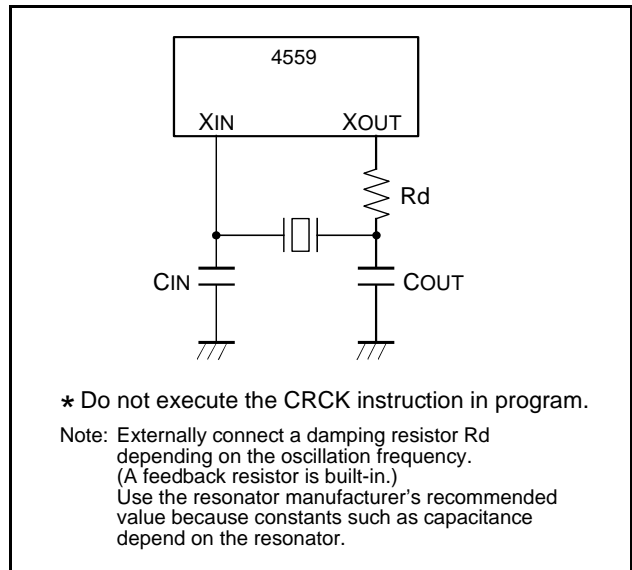 4559
XIN XOUT
Rd
CIN COUT
* Do not execute the CRCK instruction in program.
Note: Externally connect a damping resistor Rd
depending on the oscillation frequency.
(A feedback resistor is built-in.)
Use the resonator manufacturer's recommended
value because constants such as capacitance
depend on the resonator.